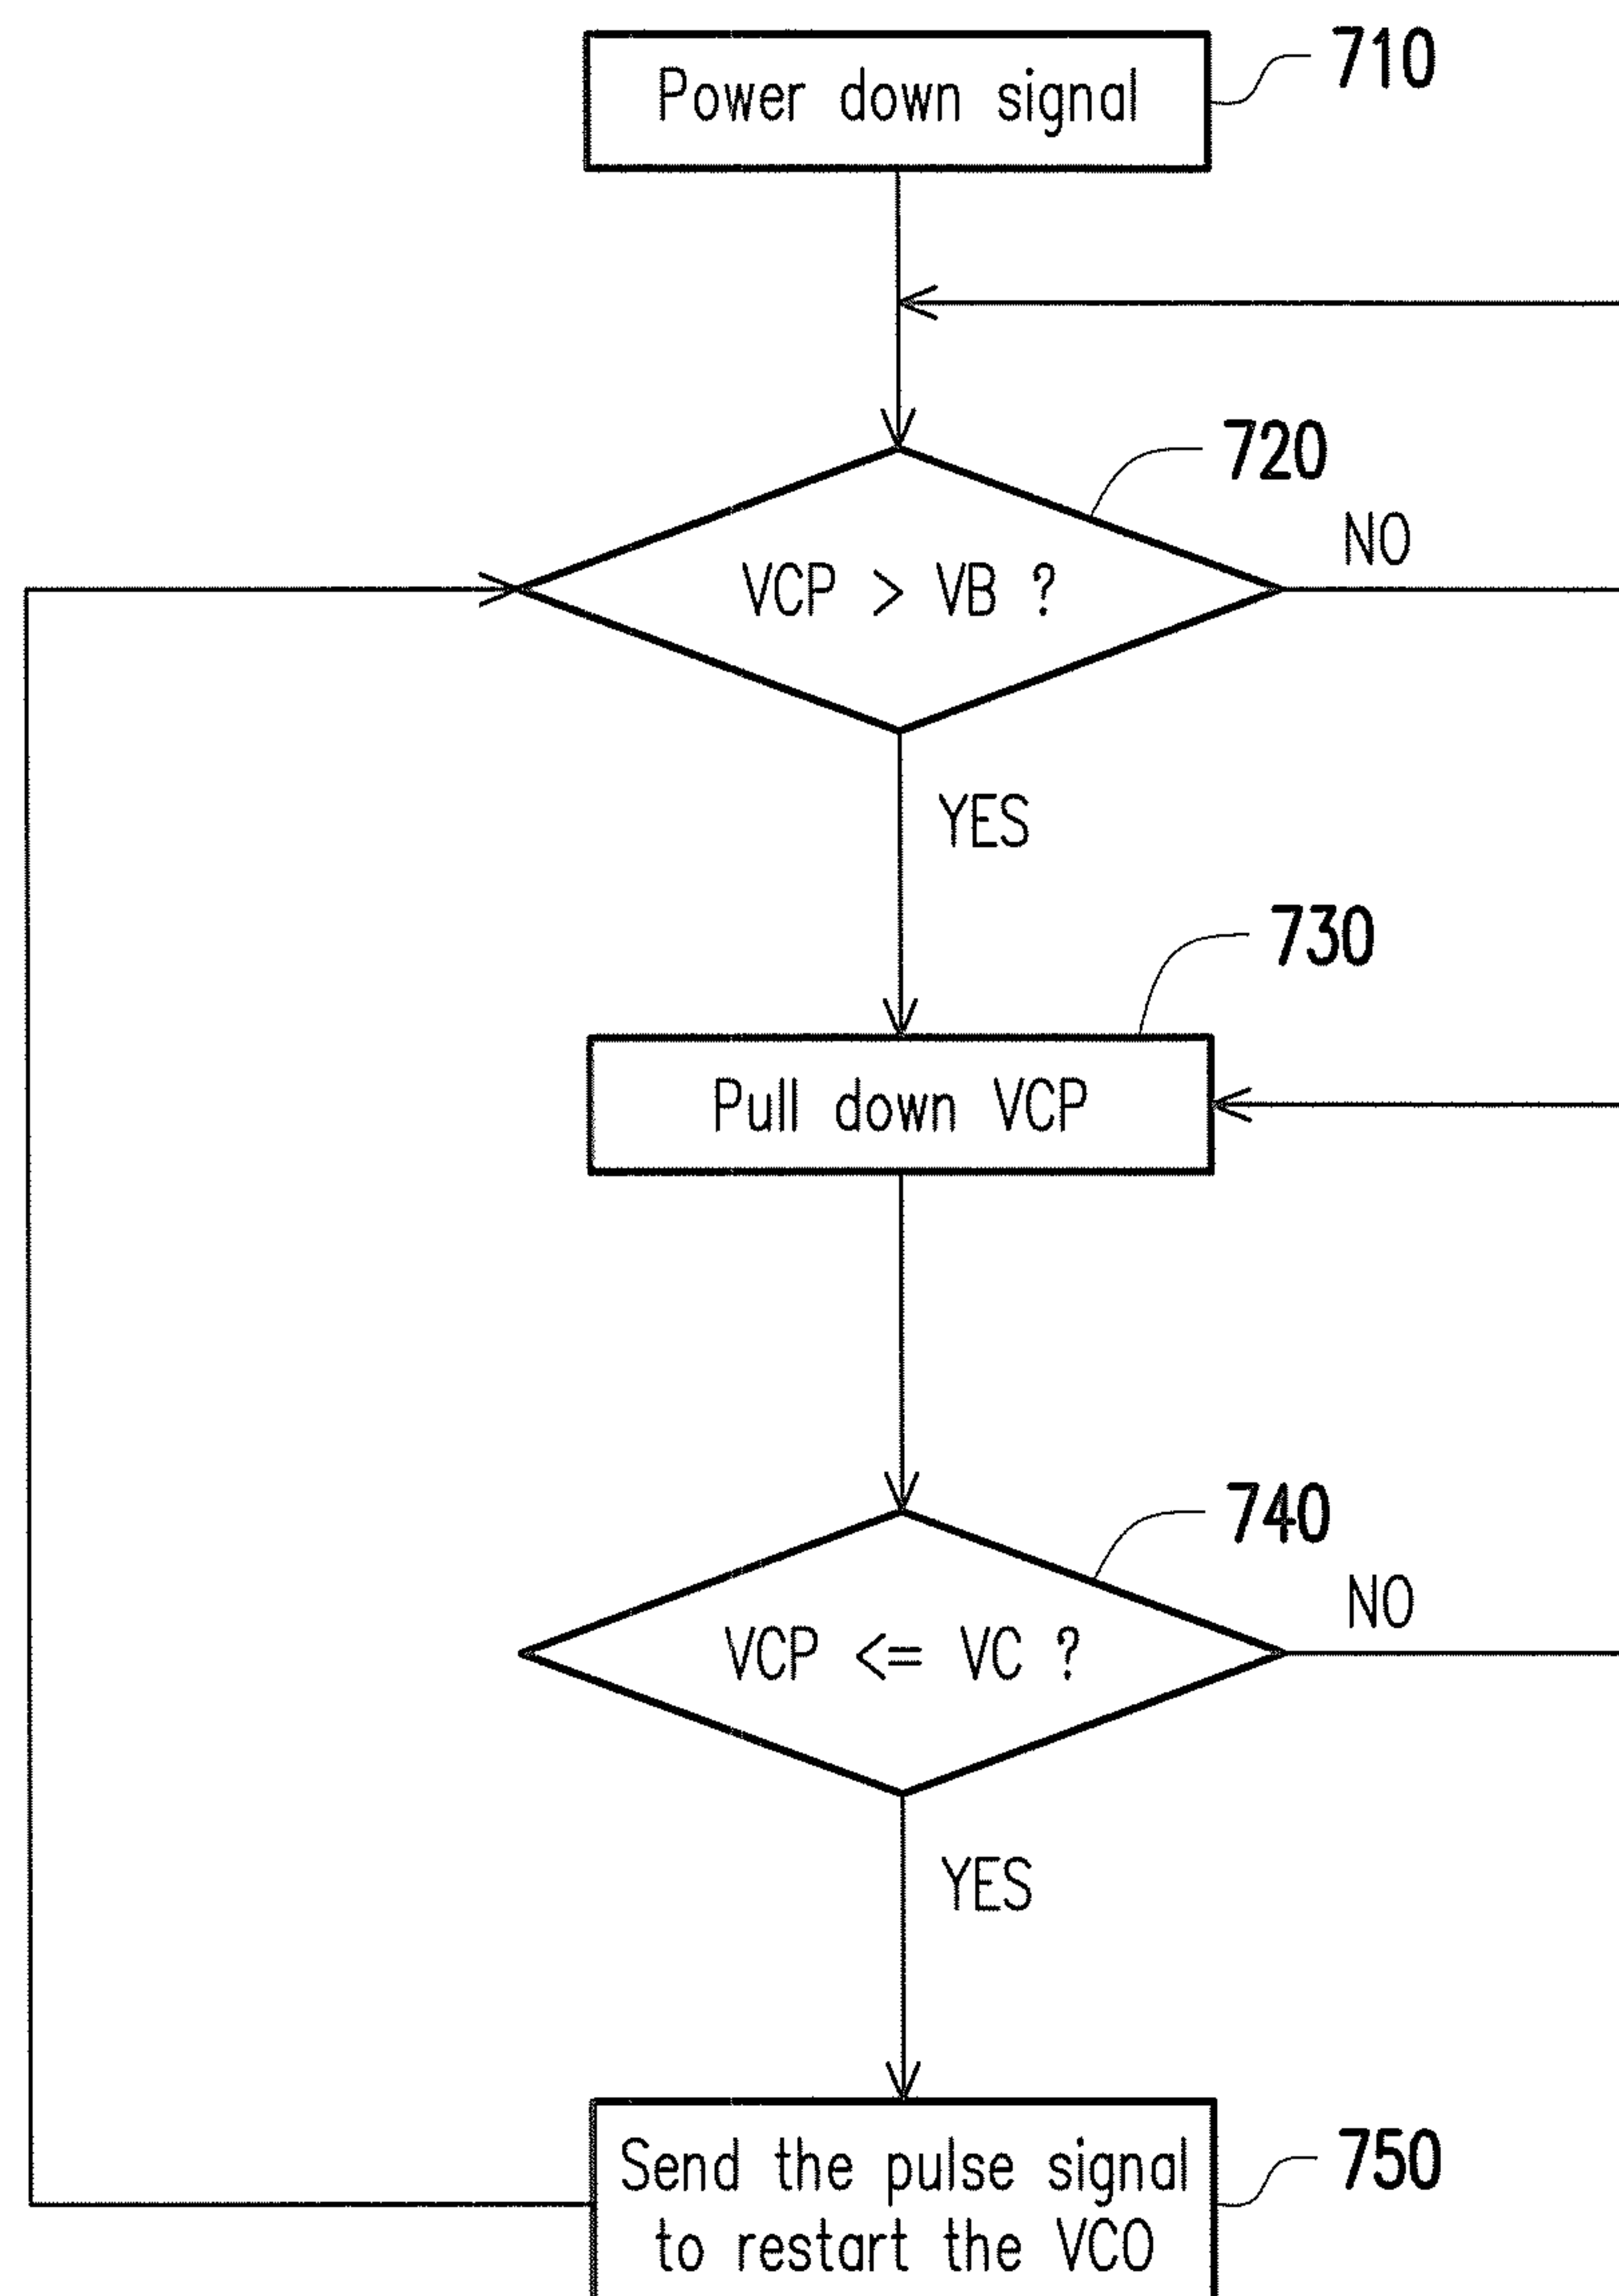 Power down signal
710
720
NO
VCP > VB ?
YES
730
Pull down VCP
740
NO
VCP <= VC ?
YES
Send the pulse signal
to restart the VCO
750